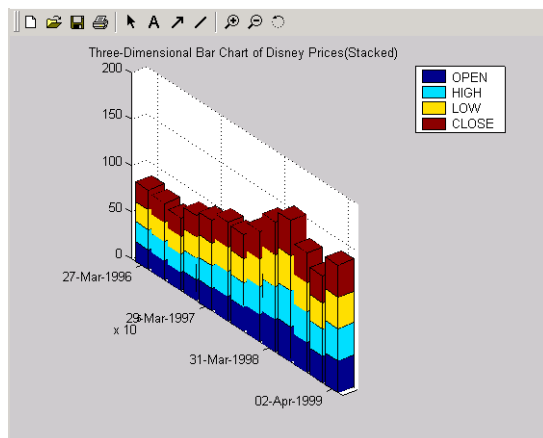 Three-Dimensional Bar Chart of Disney Prices(Stacked)
OPEN
HIGH
LOW
CLOSE
200
150
100
50
0
27-Mar-1996
29-Mar-1997
x 10
31-Mar-1998
02-Apr-1999
A